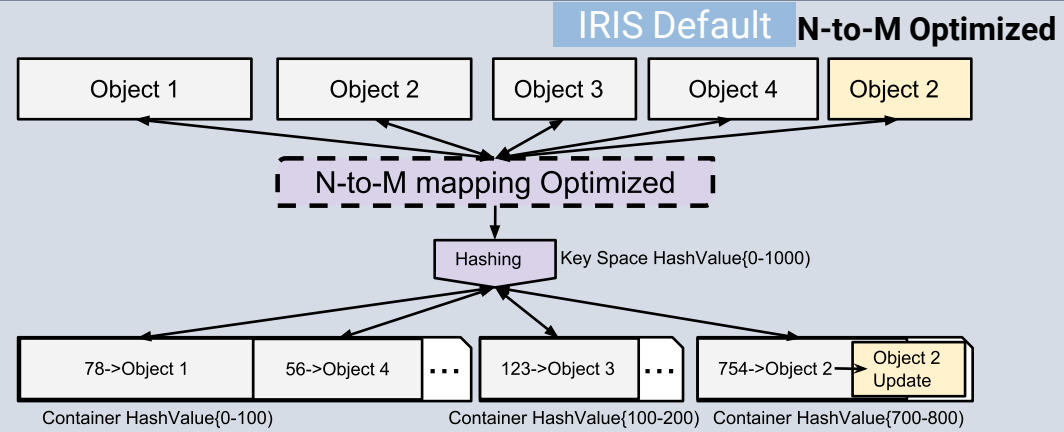 IRIS Default
N-to-M Optimized
Object 1
Object 2
Object 3
Object 4
Object 2
N-to-M mapping Optimized
Hashing
Key Space HashValue{0-1000)
78->Object 1
56->Object 4
...
123->Object 3
...
754->Object 2
Object 2
Update
Container HashValue{0-100)
Container HashValue{100-200)
Container HashValue{700-800)